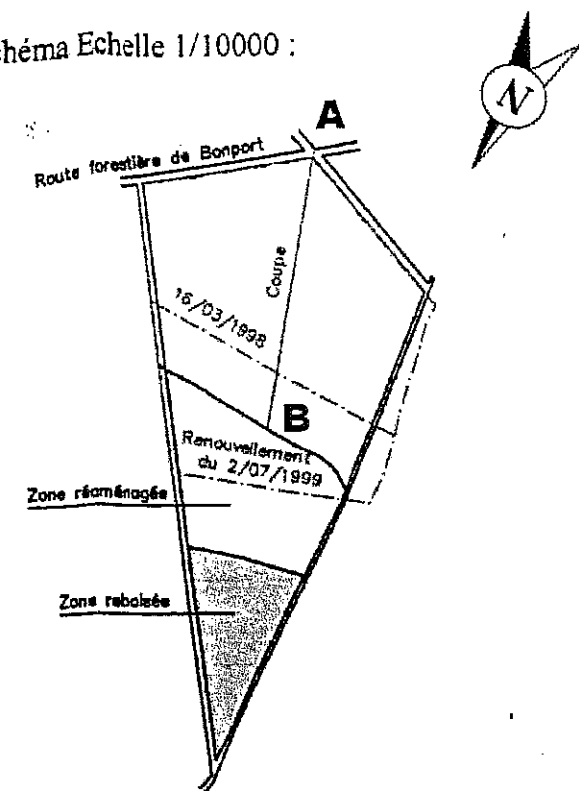 chéma Echelle 1/10000 :
N
A
Route forestière de Bonport
Coupe
16/03/1998
B
Renouvellement
du 2/07/1999
Zone réaménagée
Zone reboisée